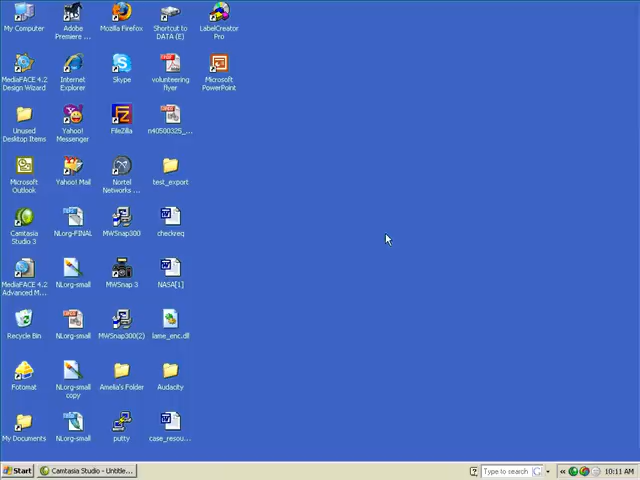 My Computer
Adobe
Premiere ...
Mozilla Firefox
Shortcut to
DATA (E)
LabelCreator
Pro
MediaFACE 4.2
Design Wizard
Internet
Explorer
Skype
volunteering
flyer
Microsoft
PowerPoint
Unused
Desktop Items
Yahoo!
Messenger
FileZilla
n40500325_...
Microsoft
Outlook
Yahoo! Mail
Nortel
Networks ...
test_export
Camtasia
Studio 3
NLorg-FINAL
MWSnap300
checkreq
MediaFACE 4.2
Advanced M...
NLorg-small
MWSnap 3
NASA[1]
Recycle Bin
NLorg-small
MWSnap300(2)
lame_enc.dll
Fotomat
NLorg-small
copy
Amelia's Folder
Audacity
My Documents
NLorg-small
putty
case_resou...
Start
Camtasia Studio - Untitle...
Type to search
10:11 AM